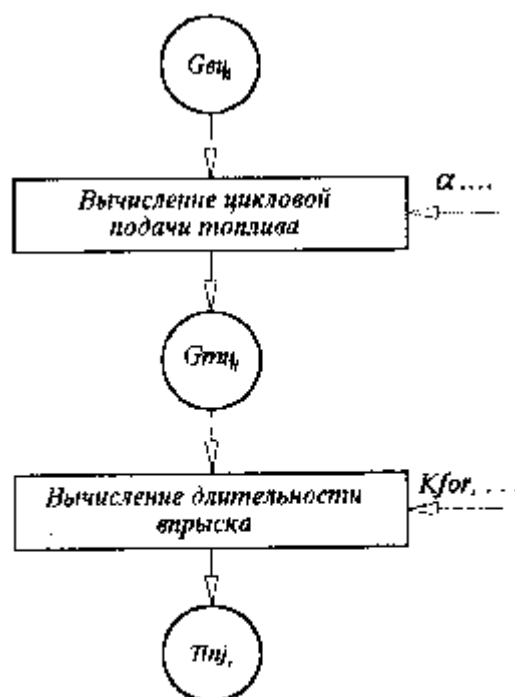 Gвц
Вычисление цикловой
подачи топлива
α....
Gтц
Вычисление длительности
впрыска
Kfor,...
Tinj